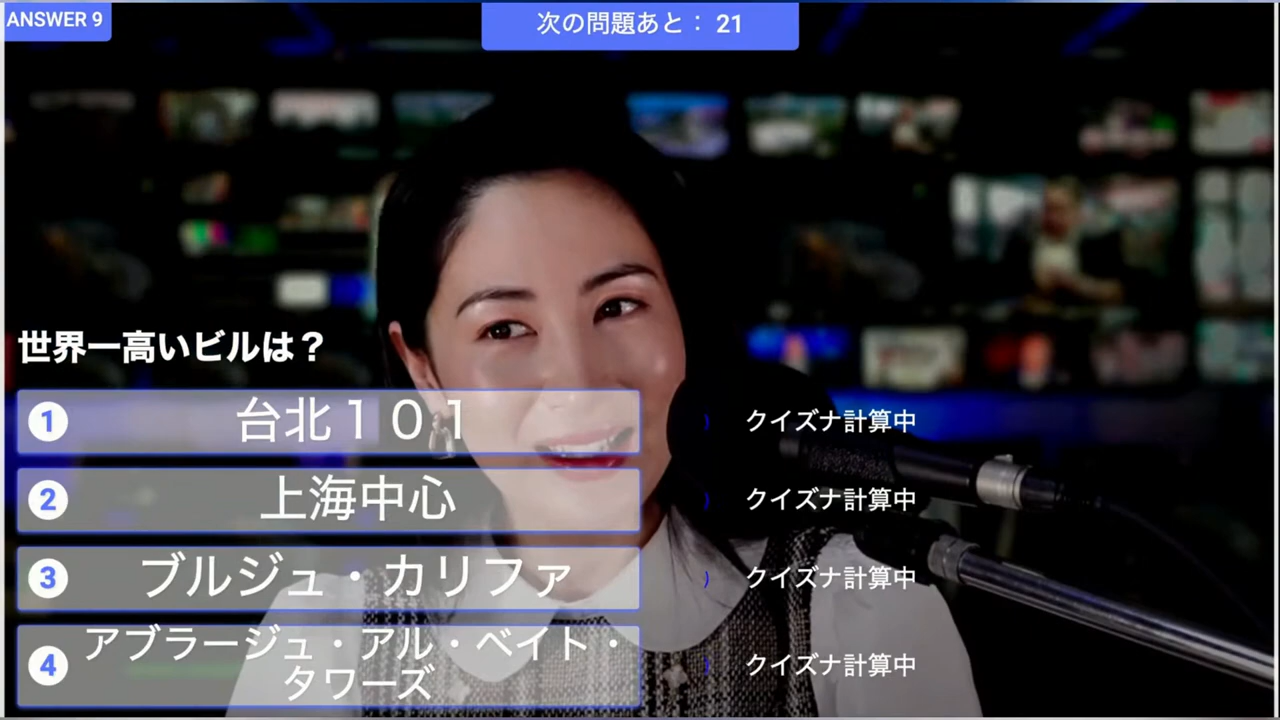 ANSWER 9
次の問題あと： 21
世界一高いビルは？
1 台北１０１
クイズナ計算中
2 上海中心
クイズナ計算中
3 ブルジュ・カリファ
クイズナ計算中
4 アブラージュ・アル・ベイト・
タワーズ
クイズナ計算中